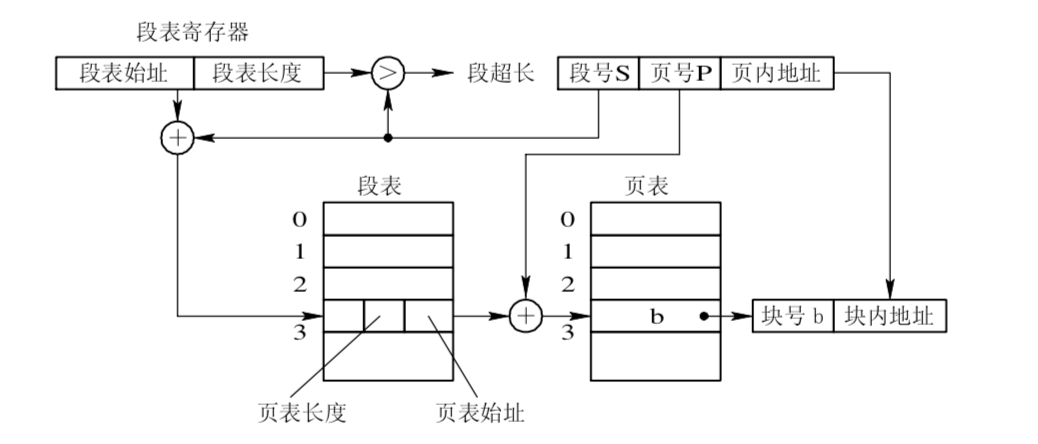 段表寄存器
段表始址 段表长度 > 段超长 段号S 页号P 页内地址
+
段表 页表
0 0
1 1
2 2
+ b 块号 b 块内地址
3 3
页表长度 页表始址